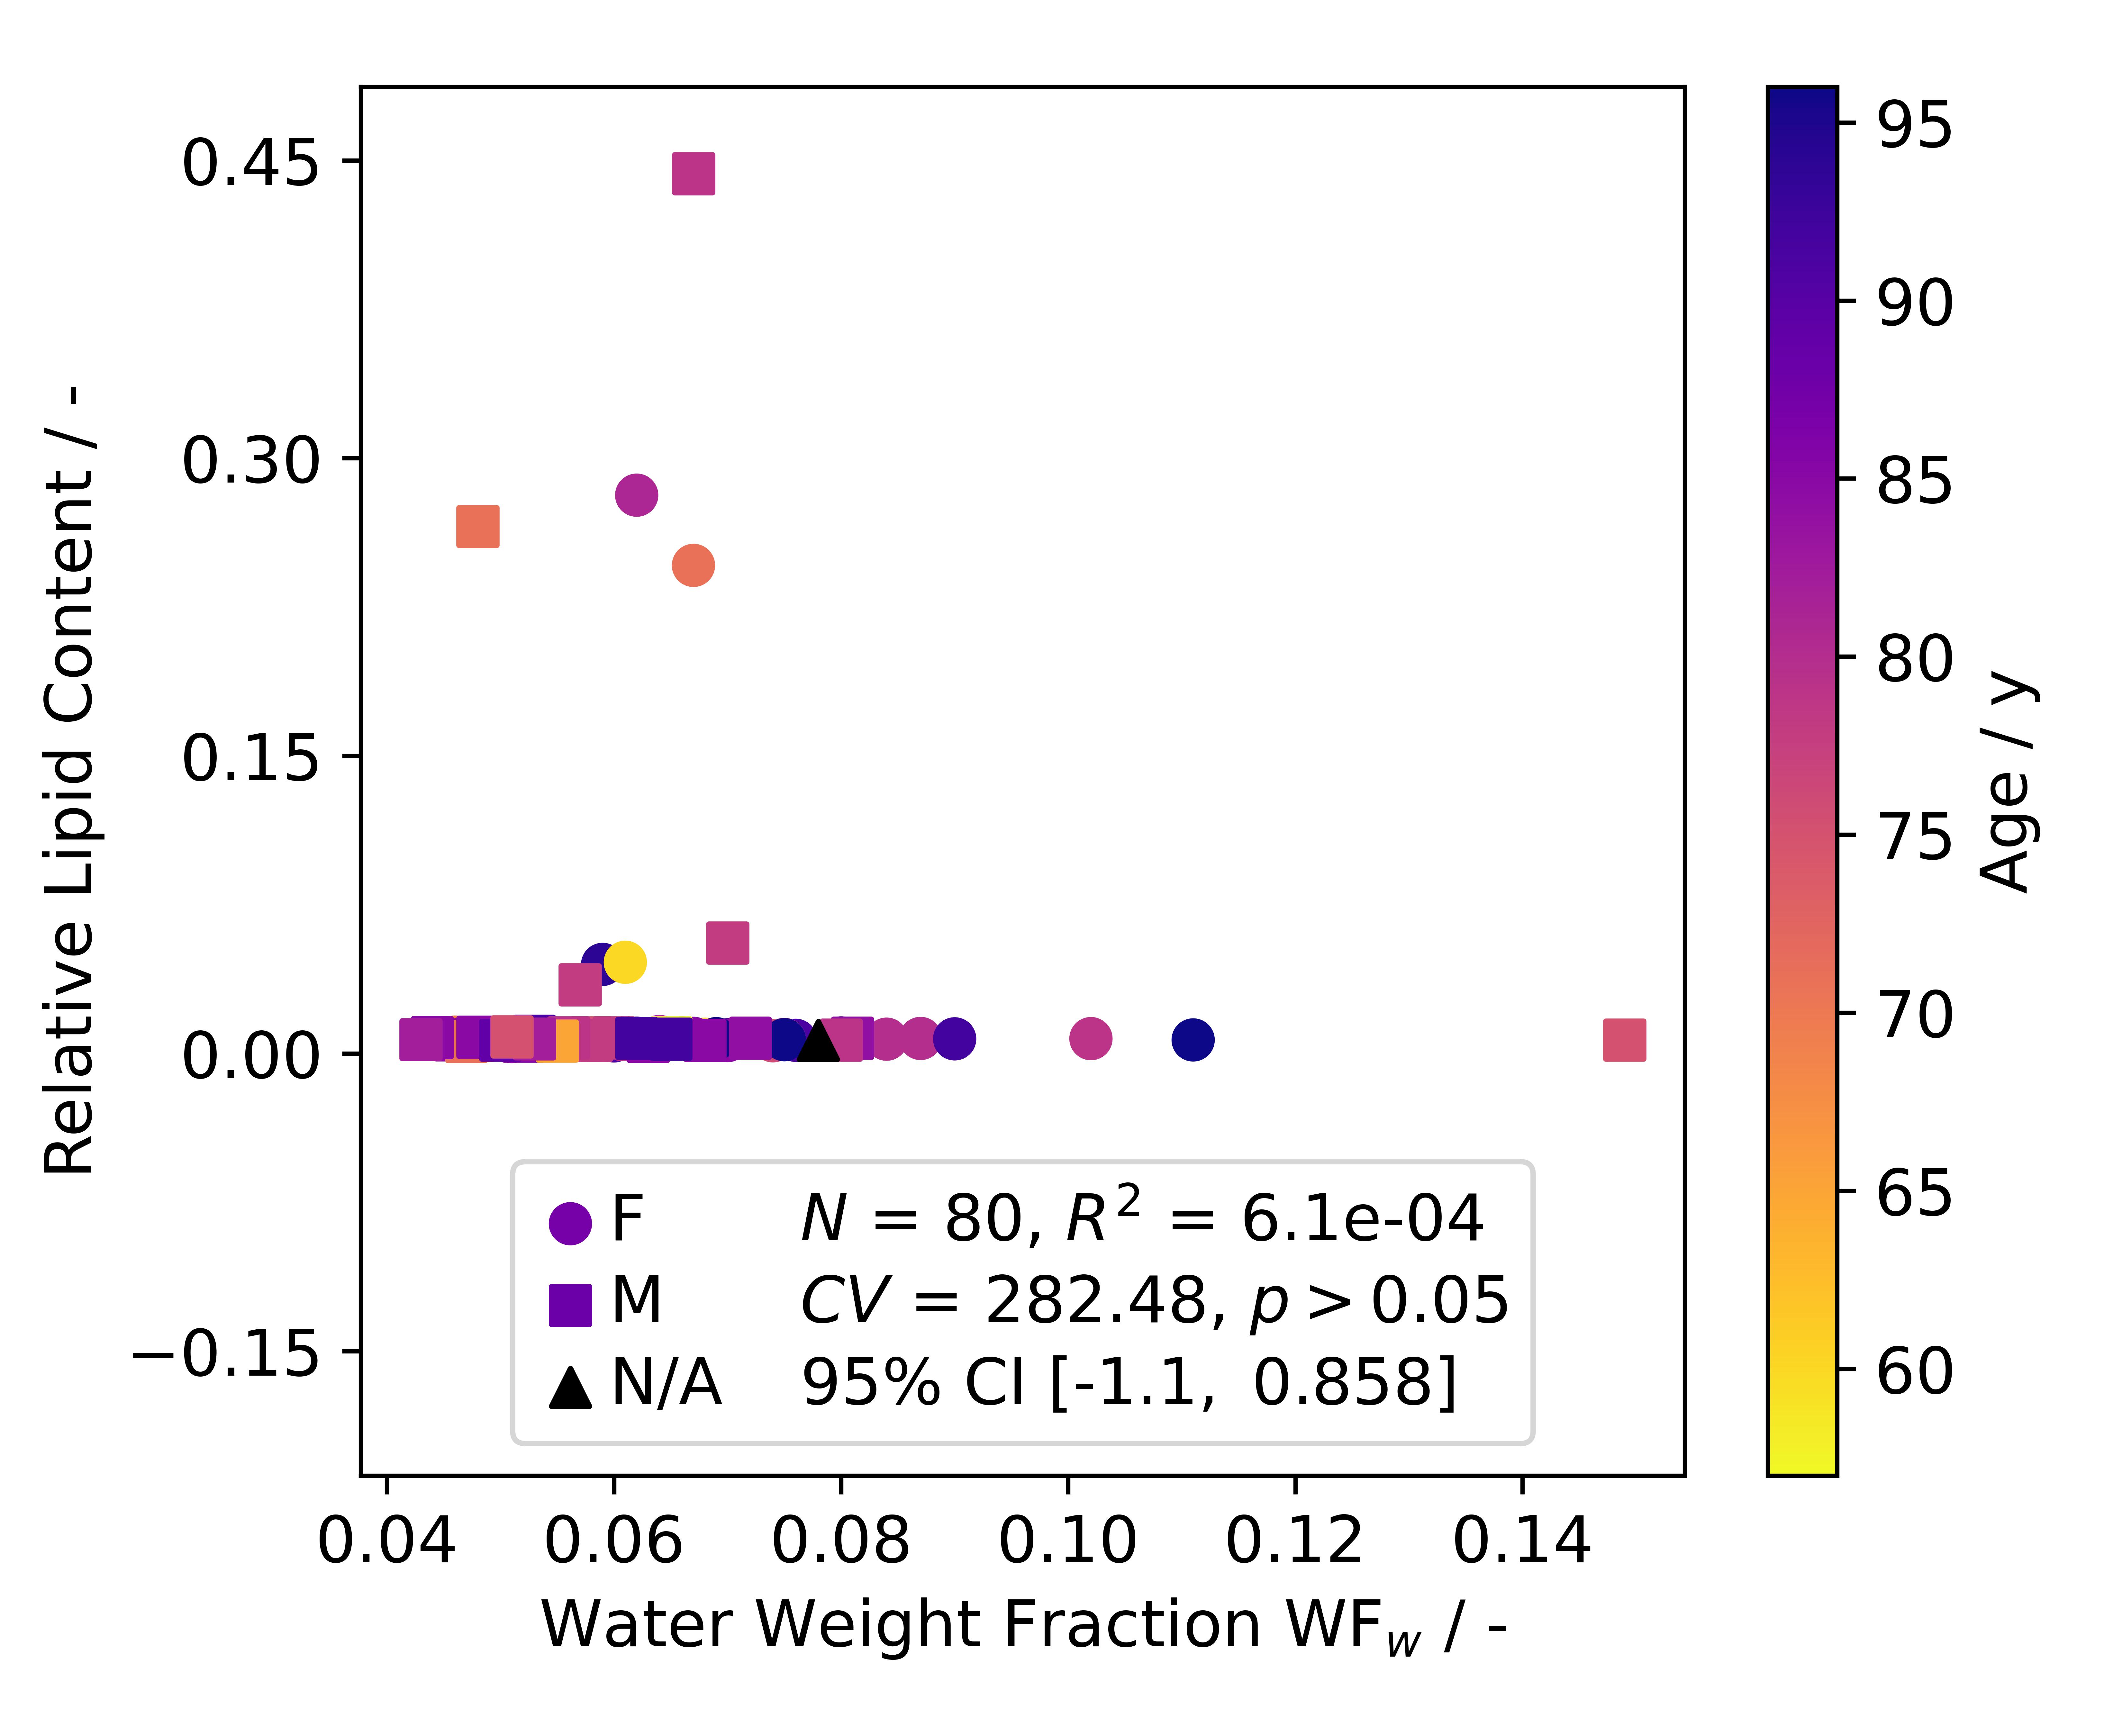 0.45
0.30
0.15
0.00
−0.15
Relative Lipid Content / -
0.04 0.06 0.08 0.10 0.12 0.14
Water Weight Fraction WF_w / -
F N = 80, R² = 6.1e-04
M CV = 282.48, p > 0.05
N/A 95% CI [-1.1, 0.858]
95
90
85
80
75
70
65
60
Age / y